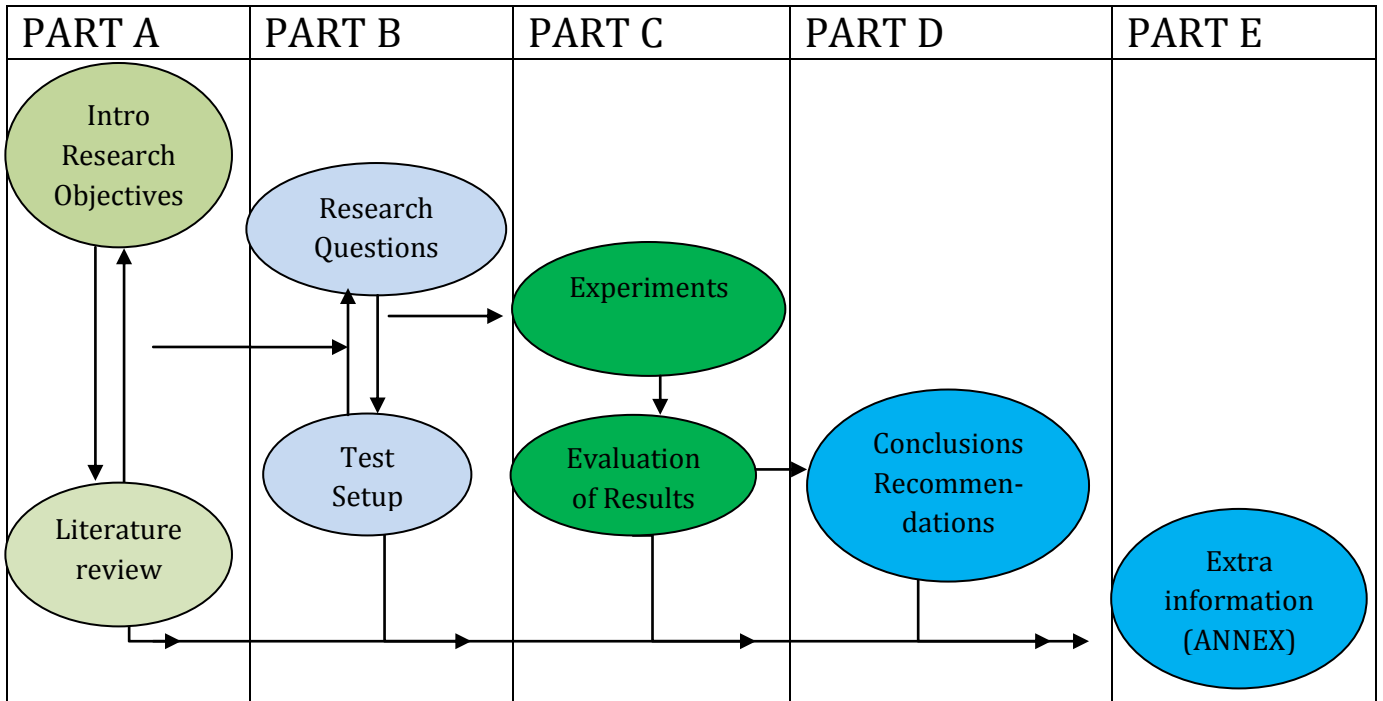 PART A
PART B
PART C
PART D
PART E
Intro
Research
Objectives
Literature
review
Research
Questions
Test
Setup
Experiments
Evaluation
of Results
Conclusions
Recommen-
dations
Extra
information
(ANNEX)